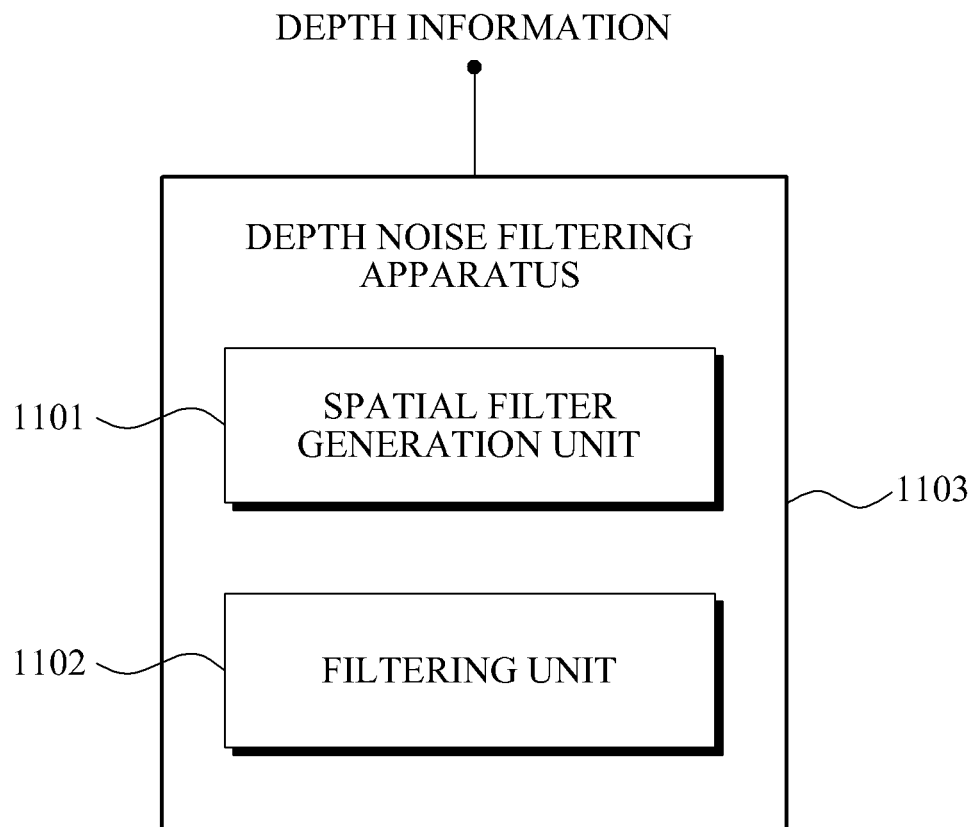 DEPTH INFORMATION
DEPTH NOISE FILTERING
APPARATUS
1101
SPATIAL FILTER
GENERATION UNIT
1103
1102
FILTERING UNIT